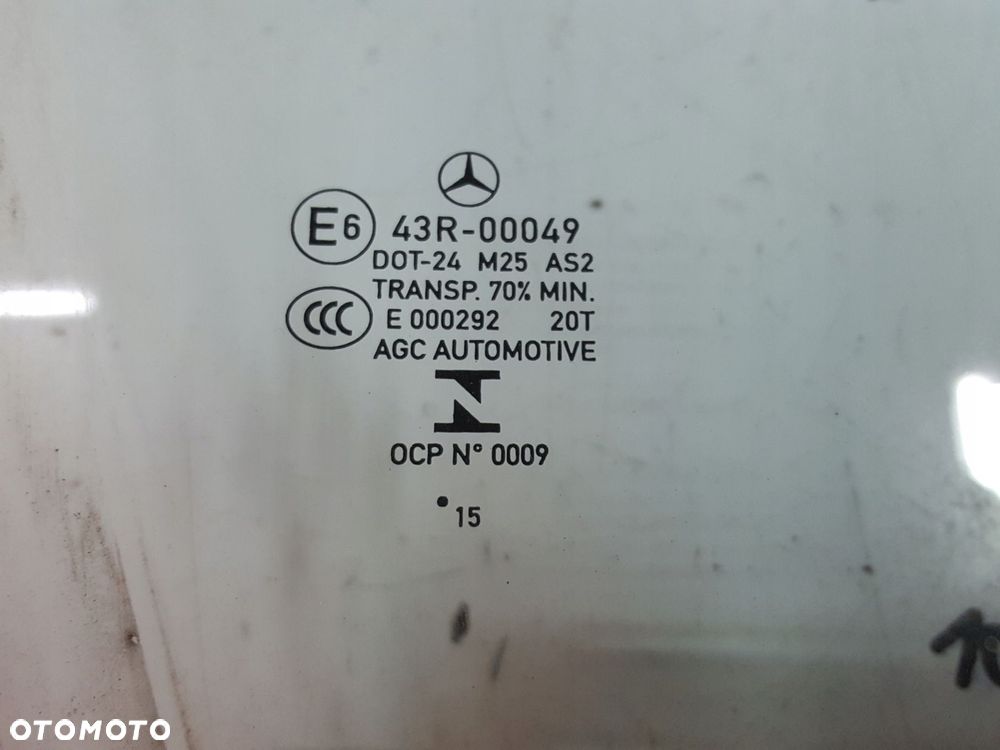 E6 43R-00049
DOT-24 M25 AS2
TRANSP. 70% MIN.
CCC E 000292 20T
AGC AUTOMOTIVE
OCP N° 0009
15
OTOMOTO